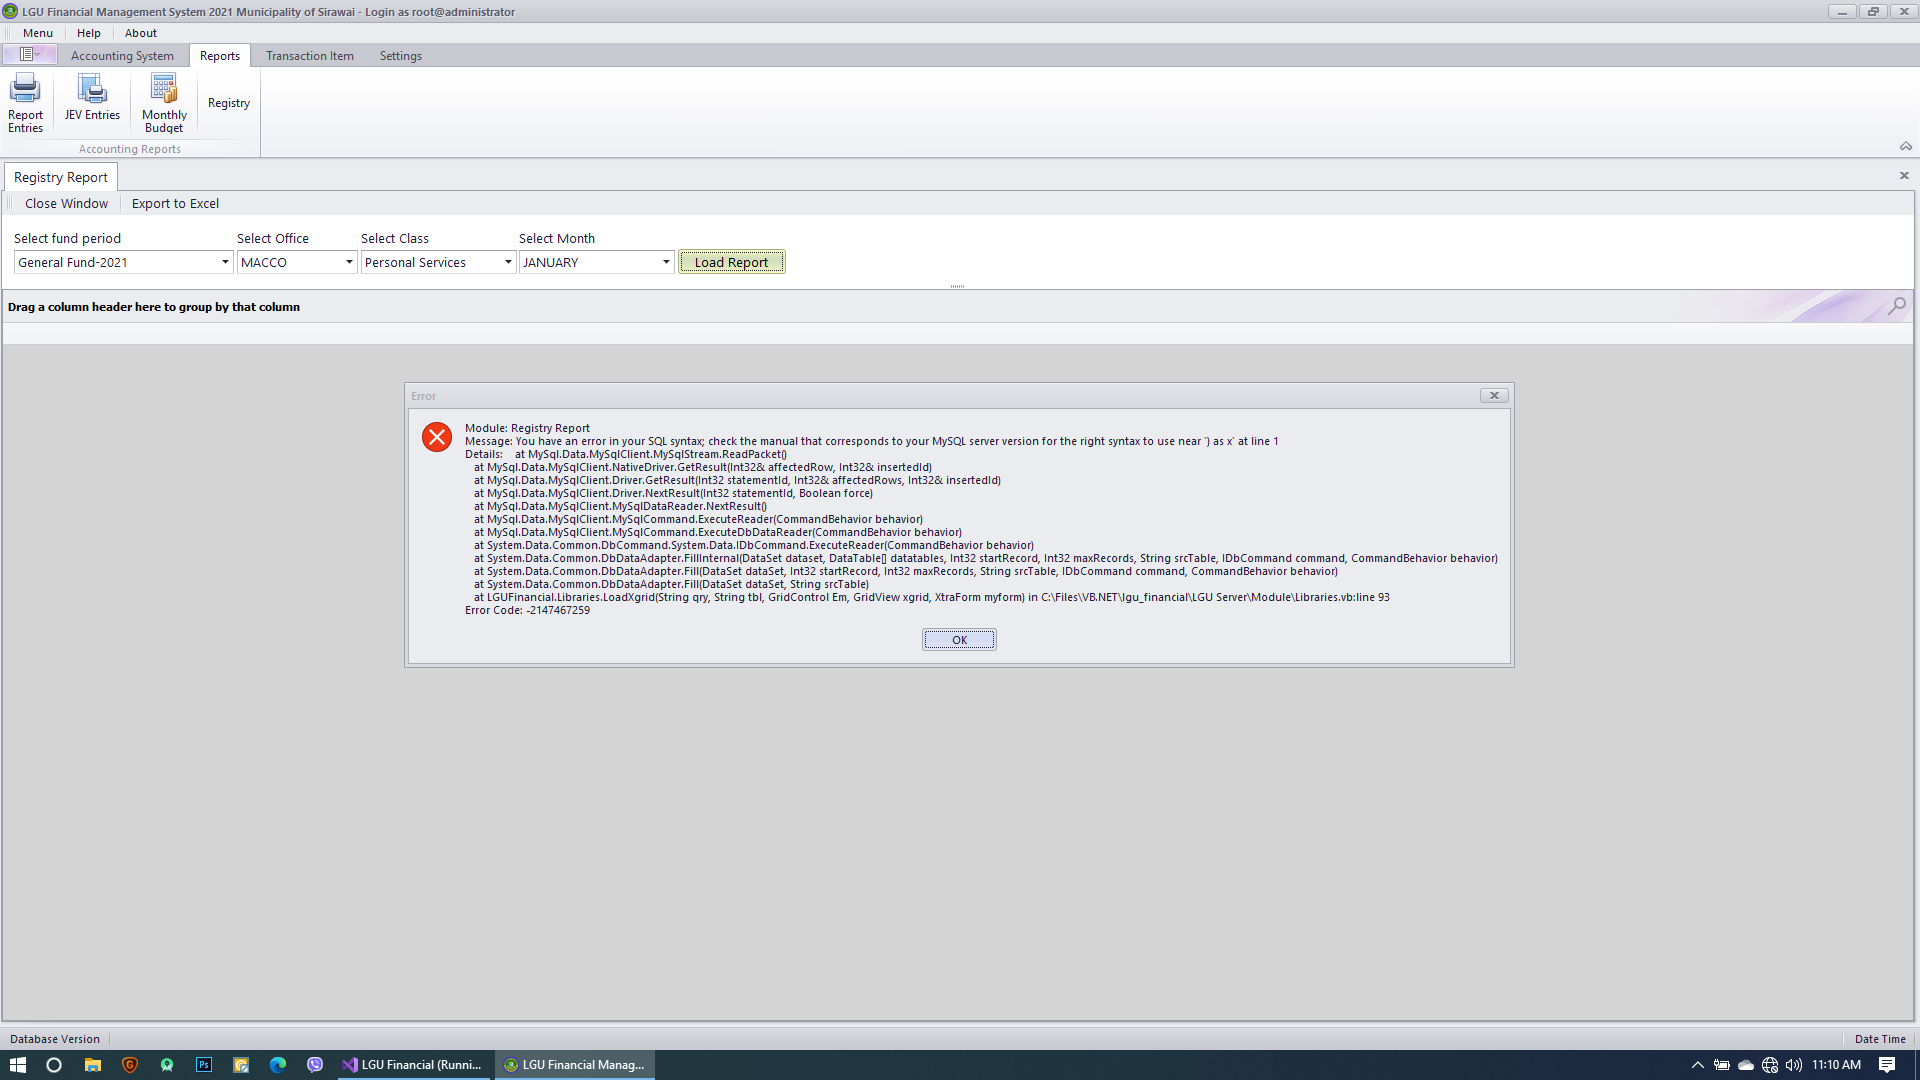 LGU Financial Management System 2021 Municipality of Sirawai - Login as root@administrator
Menu Help About
Accounting System Reports Transaction Item Settings
Report Entries
JEV Entries
Monthly Budget
Registry
Accounting Reports
Registry Report
Close Window Export to Excel
Select fund period Select Office Select Class Select Month
General Fund-2021 MACCO Personal Services JANUARY Load Report
Drag a column header here to group by that column
Error
Module: Registry Report
Message: You have an error in your SQL syntax; check the manual that corresponds to your MySQL server version for the right syntax to use near ') as x' at line 1
Details: at MySql.Data.MySqlClient.MySqlStream.ReadPacket()
at MySql.Data.MySqlClient.NativeDriver.GetResult(Int32& affectedRow, Int32& insertedId)
at MySql.Data.MySqlClient.Driver.GetResult(Int32 statementId, Int32& affectedRows, Int32& insertedId)
at MySql.Data.MySqlClient.Driver.NextResult(Int32 statementId, Boolean force)
at MySql.Data.MySqlClient.MySqlDataReader.NextResult()
at MySql.Data.MySqlClient.MySqlCommand.ExecuteReader(CommandBehavior behavior)
at MySql.Data.MySqlClient.MySqlCommand.ExecuteDbDataReader(CommandBehavior behavior)
at System.Data.Common.DbCommand.System.Data.IDbCommand.ExecuteReader(CommandBehavior behavior)
at System.Data.Common.DbDataAdapter.FillInternal(DataSet dataset, DataTable[] datatables, Int32 startRecord, Int32 maxRecords, String srcTable, IDbCommand command, CommandBehavior behavior)
at System.Data.Common.DbDataAdapter.Fill(DataSet dataSet, Int32 startRecord, Int32 maxRecords, String srcTable, IDbCommand command, CommandBehavior behavior)
at System.Data.Common.DbDataAdapter.Fill(DataSet dataSet, String srcTable)
at LGUFinancial.Libraries.LoadXgrid(String qry, String tbl, GridControl Em, GridView xgrid, XtraForm myform) in C:\Files\VB.NET\lgu_financial\LGU Server\Module\Libraries.vb:line 93
Error Code: -2147467259
OK
Database Version Date Time
Ps LGU Financial (Runni... LGU Financial Manag... 11:10 AM